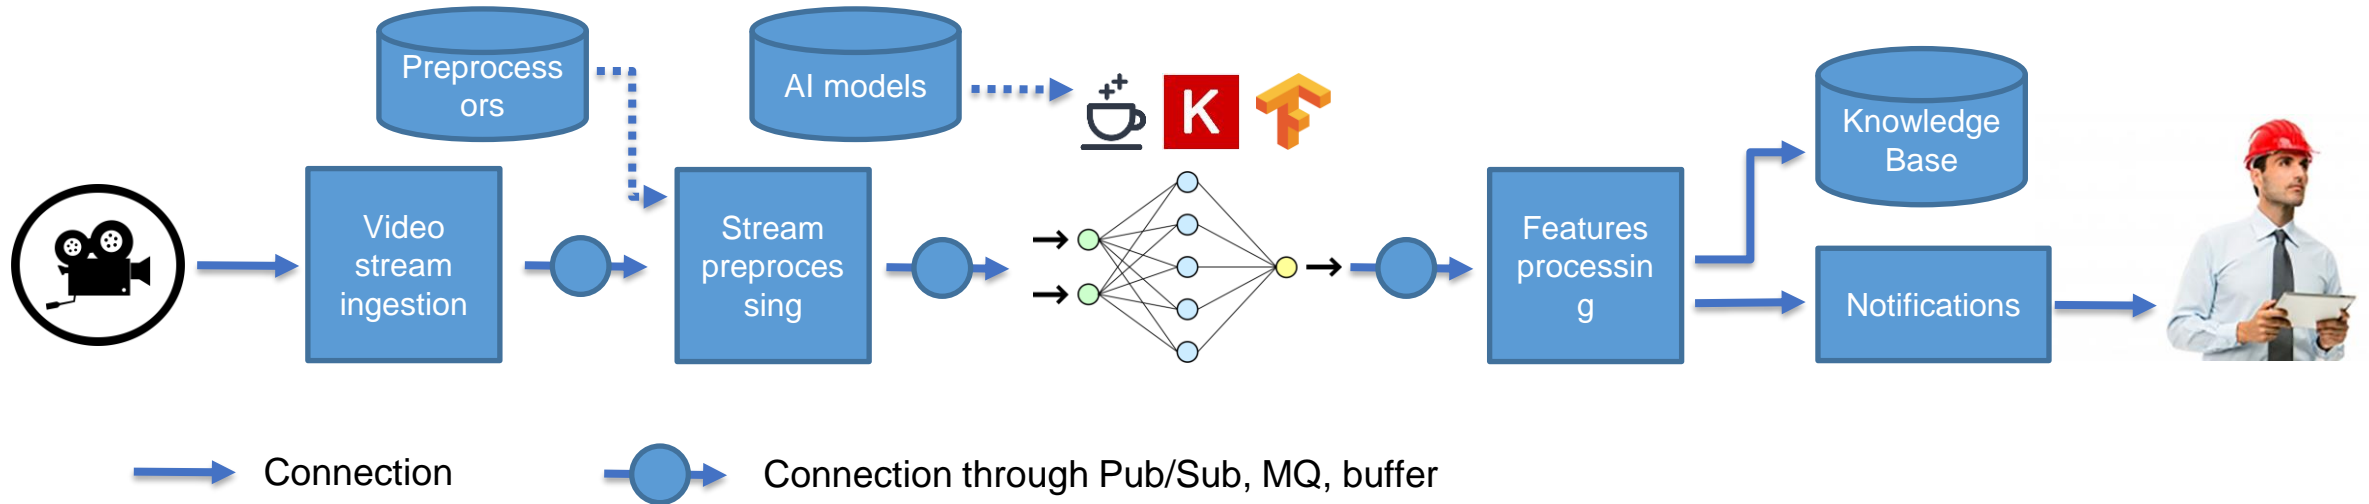 Preprocess
ors
AI models
K
Knowledge
Base
Video
stream
ingestion
Stream
preproces
sing
Features
processin
g
Notifications
Connection
Connection through Pub/Sub, MQ, buffer